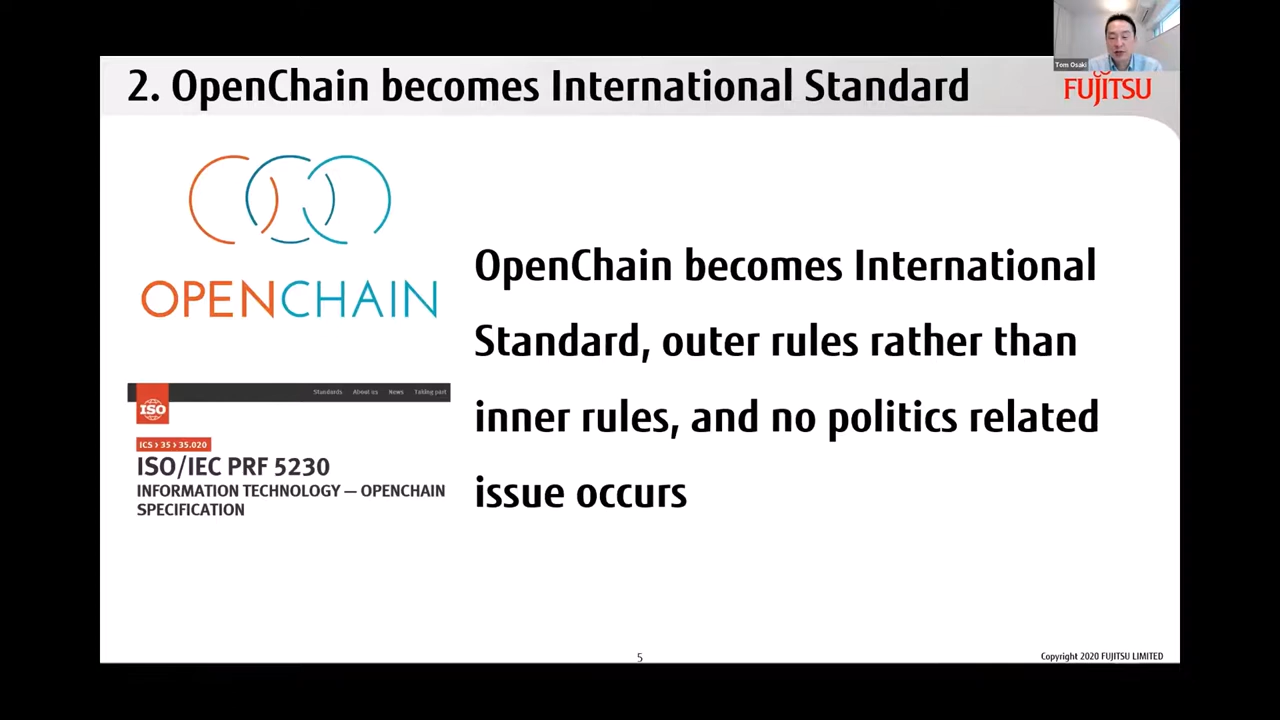 2. OpenChain becomes International Standard
Tom Osaki
FUJITSU
OPENCHAIN
OpenChain becomes International
Standard, outer rules rather than
inner rules, and no politics related
issue occurs
Standards About us News Taking part
ISO
ICS › 35 › 35.020
ISO/IEC PRF 5230
INFORMATION TECHNOLOGY — OPENCHAIN
SPECIFICATION
5
Copyright 2020 FUJITSU LIMITED